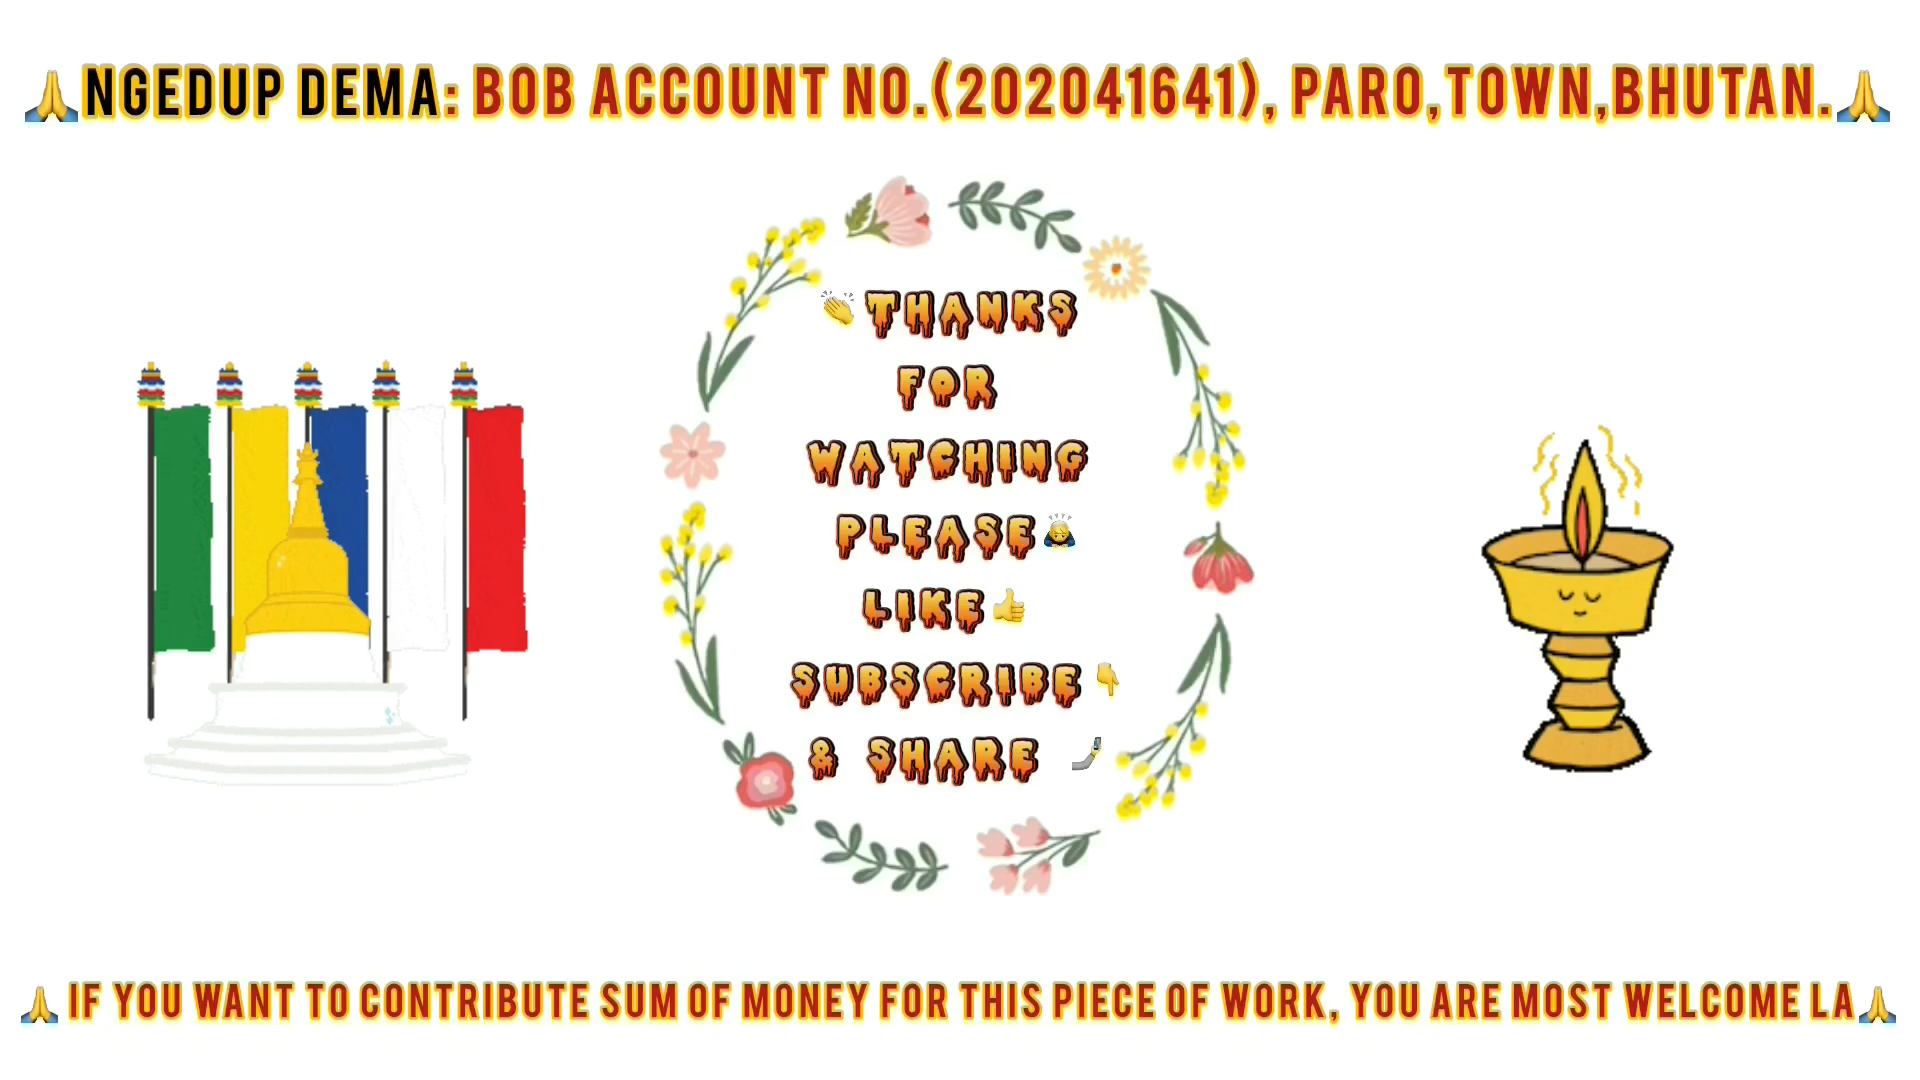 🙏NGEDUP DEMA: BOB ACCOUNT NO.(202041641), PARO,TOWN,BHUTAN.🙏
👏THANKS
FOR
WATCHING
PLEASE🙇
LIKE👍
SUBSCRIBE👇
& SHARE 🤳
🙏IF YOU WANT TO CONTRIBUTE SUM OF MONEY FOR THIS PIECE OF WORK, YOU ARE MOST WELCOME LA🙏